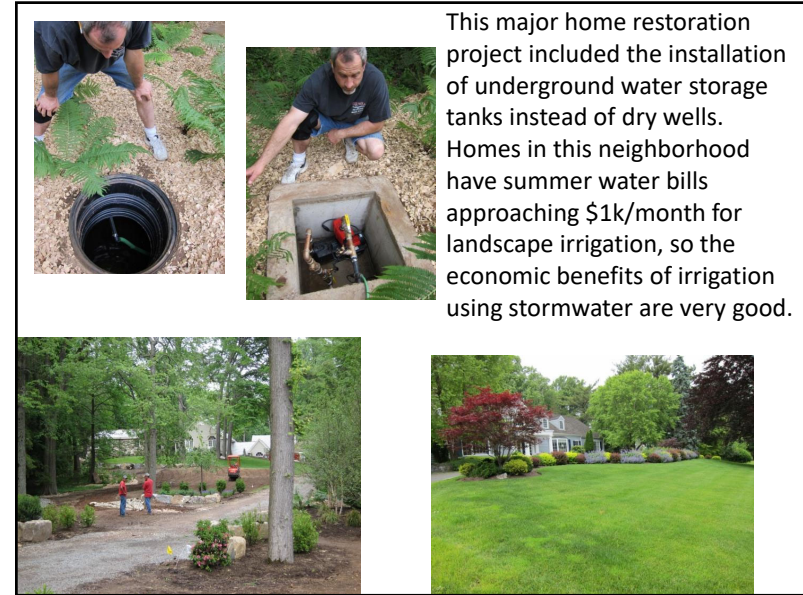 This major home restoration
project included the installation
of underground water storage
tanks instead of dry wells.
Homes in this neighborhood
have summer water bills
approaching $1k/month for
landscape irrigation, so the
economic benefits of irrigation
using stormwater are very good.